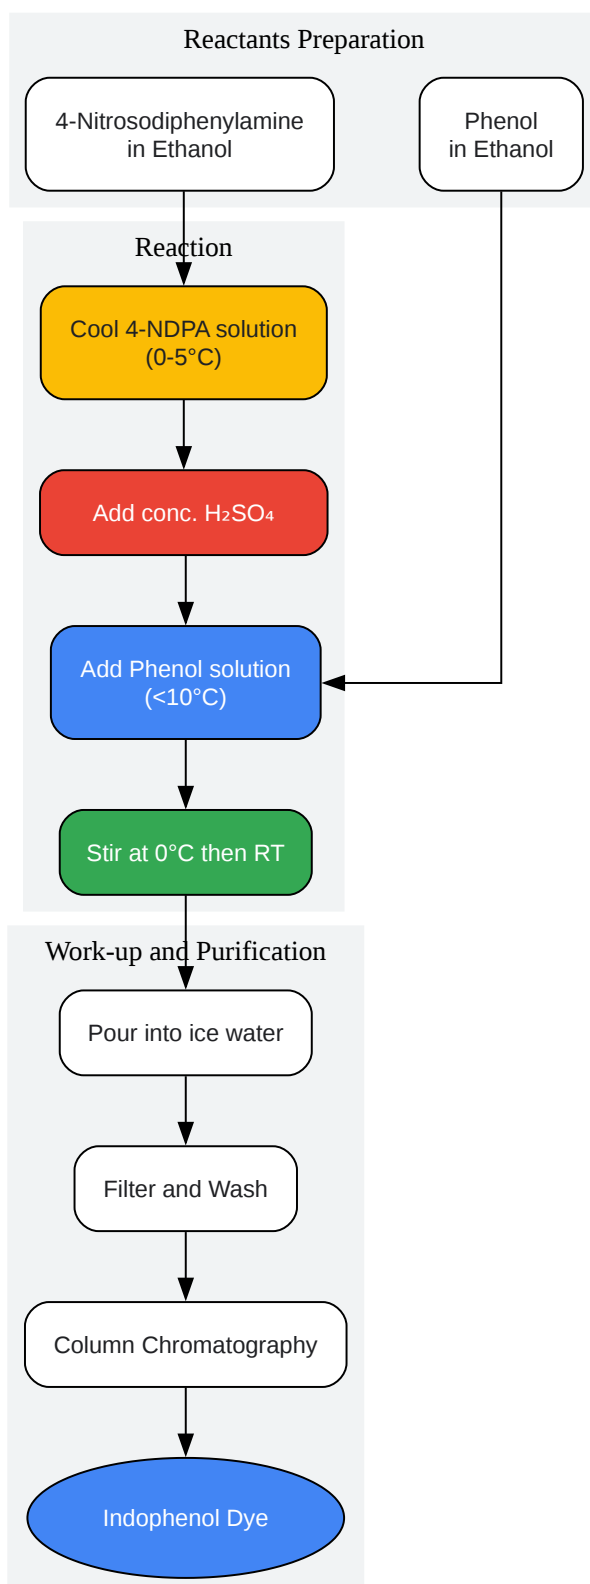 Reactants Preparation
4-Nitrosodiphenylamine
in Ethanol
Phenol
in Ethanol
Reaction
Cool 4-NDPA solution
(0-5°C)
Add conc. H₂SO₄
Add Phenol solution
(<10°C)
Stir at 0°C then RT
Work-up and Purification
Pour into ice water
Filter and Wash
Column Chromatography
Indophenol Dye